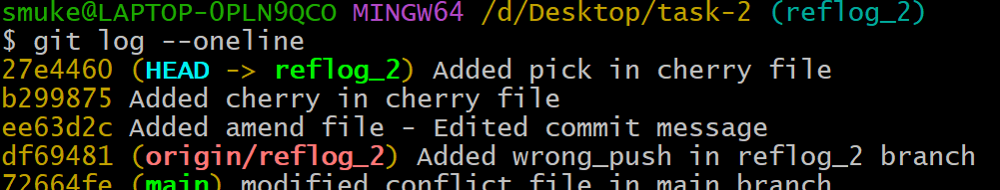 smuke@LAPTOP-0PLN9QCO MINGW64 /d/Desktop/task-2 (reflog_2)
$ git log --oneline
27e4460 (HEAD -> reflog_2) Added pick in cherry file
b299875 Added cherry in cherry file
ee63d2c Added amend file - Edited commit message
df69481 (origin/reflog_2) Added wrong_push in reflog_2 branch
72664fe (main) modified conflict file in main branch